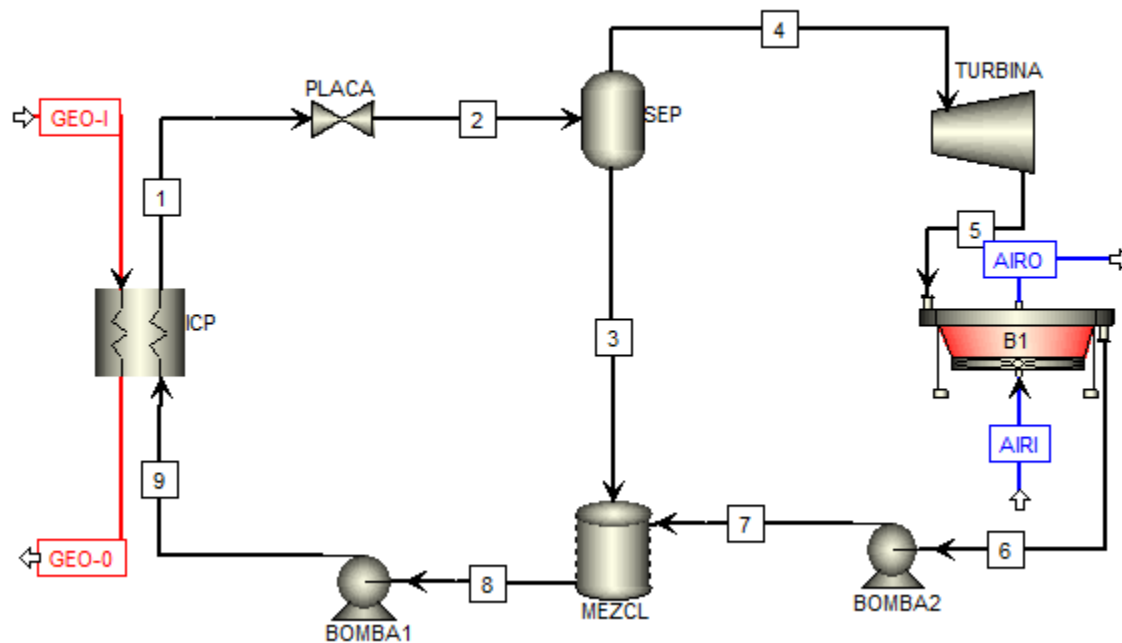 4
TURBINA
PLACA
GEO-I
2
SEP
1
5
AIRO
ICP
3
B1
AIRI
9
7
6
GEO-0
8
MEZCL
BOMBA2
BOMBA1